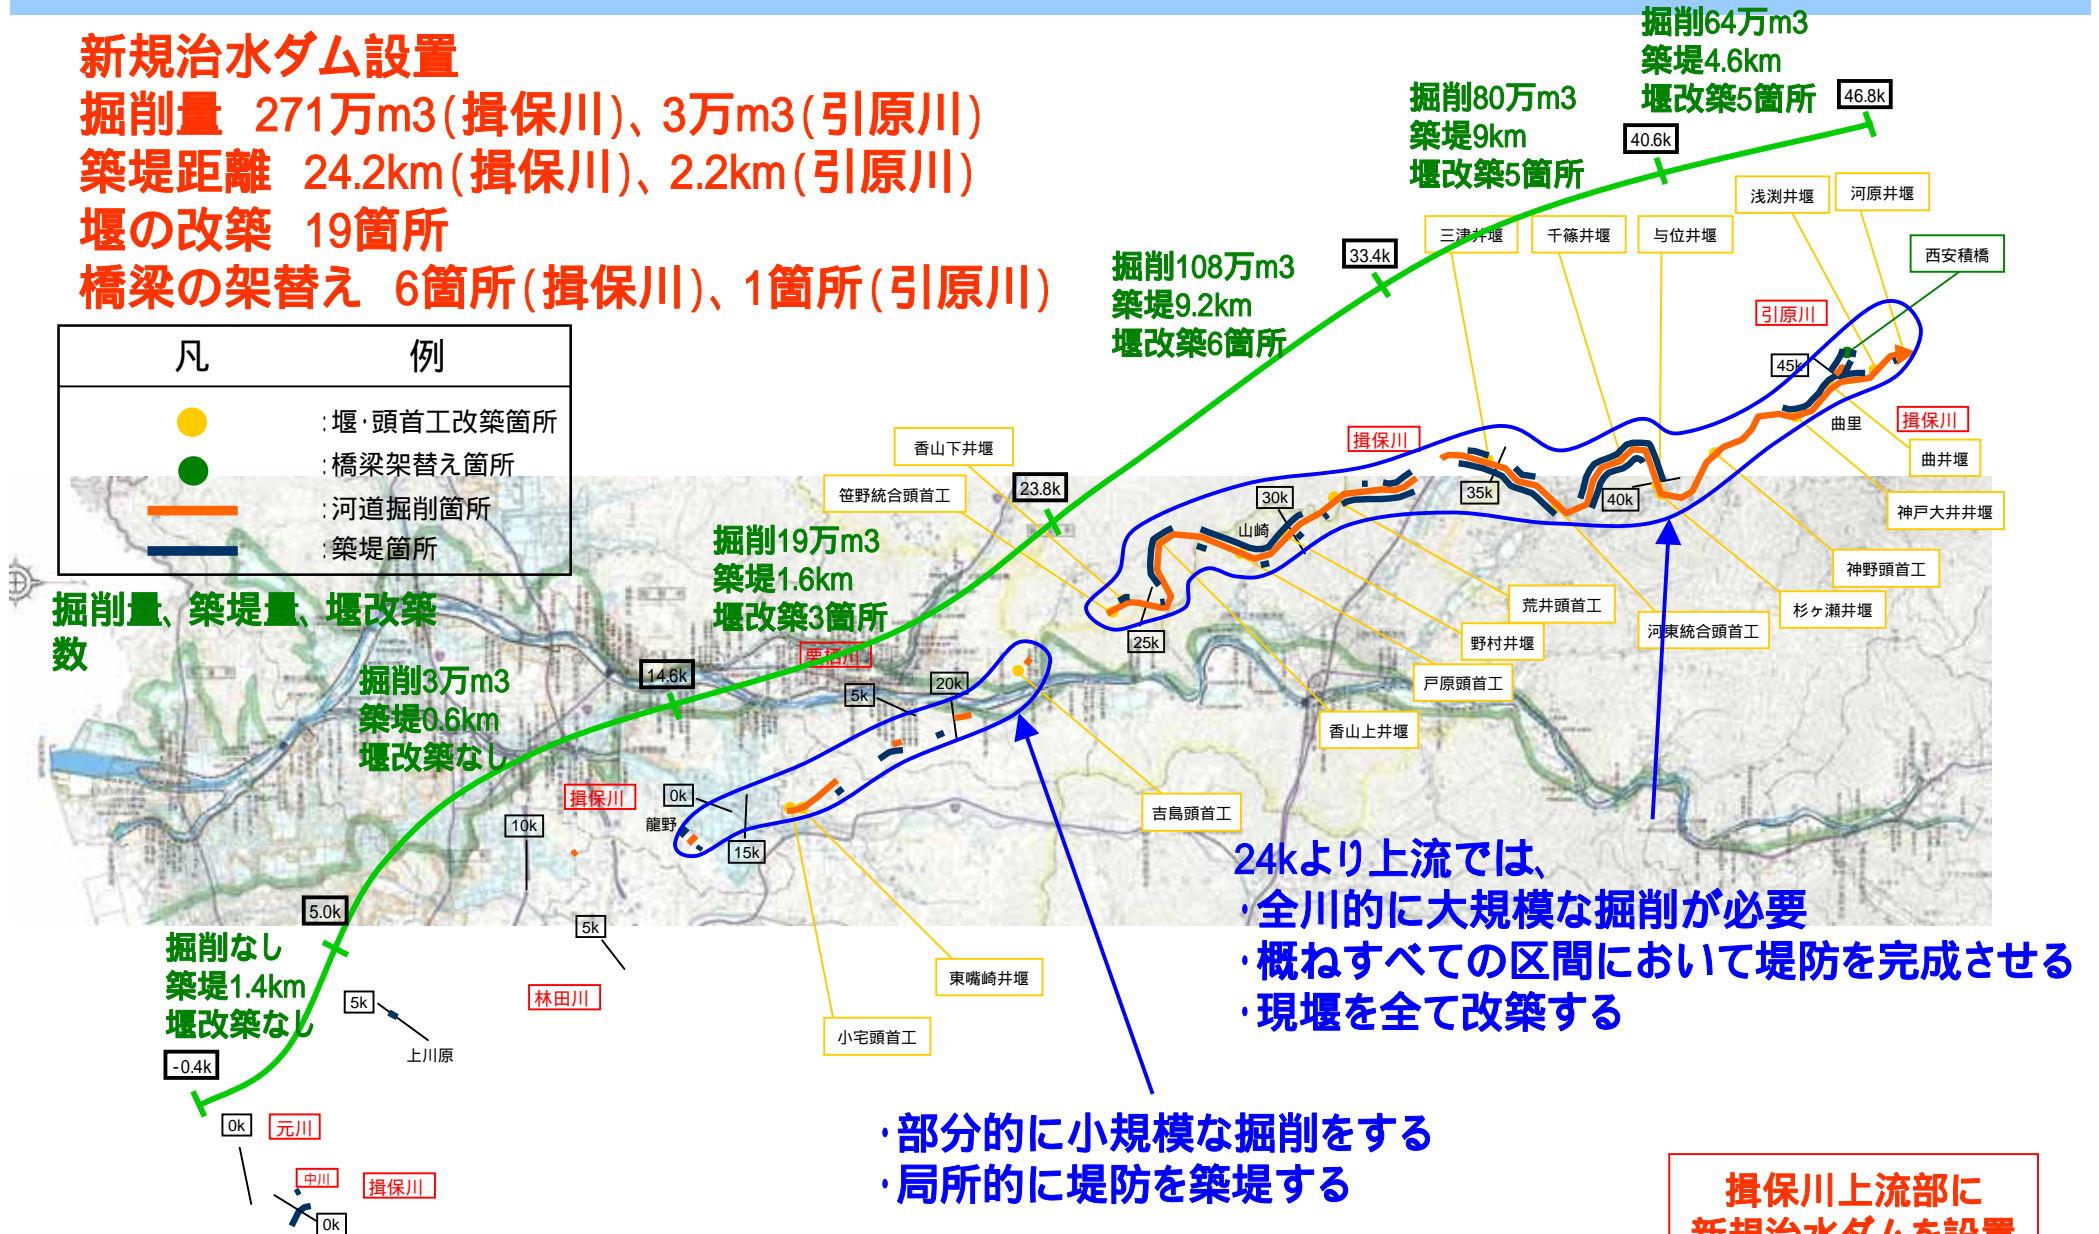 新規治水ダム設置
掘削量 271万m3(揖保川)、3万m3(引原川)
築堤距離 24.2km(揖保川)、2.2km(引原川)
堰の改築 19箇所
橋梁の架替え 6箇所(揖保川)、1箇所(引原川)
凡 例
:堰・頭首工改築箇所
:橋梁架替え箇所
:河道掘削箇所
:築堤箇所
掘削量、築堤量、堰改築
数
掘削64万m3
築堤4.6km
堰改築5箇所
46.8k
掘削80万m3
築堤9km
堰改築5箇所
40.6k
掘削108万m3
築堤9.2km
堰改築6箇所
33.4k
掘削19万m3
築堤1.6km
堰改築3箇所
23.8k
掘削3万m3
築堤0.6km
堰改築なし
14.6k
掘削なし
築堤1.4km
堰改築なし
5.0k
-0.4k
三津井堰
千篠井堰
与位井堰
浅渕井堰
河原井堰
西安積橋
引原川
45k
曲里
揖保川
曲井堰
神戸大井井堰
神野頭首工
杉ヶ瀬井堰
河東統合頭首工
荒井頭首工
野村井堰
戸原頭首工
香山上井堰
揖保川
35k
40k
30k
山崎
25k
香山下井堰
笹野統合頭首工
栗栖川
5k
20k
吉島頭首工
揖保川
0k
龍野
15k
10k
5k
東嘴崎井堰
小宅頭首工
林田川
5k
上川原
0k
元川
中川
揖保川
0k
24kより上流では、
・全川的に大規模な掘削が必要
・概ねすべての区間において堤防を完成させる
・現堰を全て改築する
・部分的に小規模な掘削をする
・局所的に堤防を築堤する
揖保川上流部に
新規治水ダムを設置